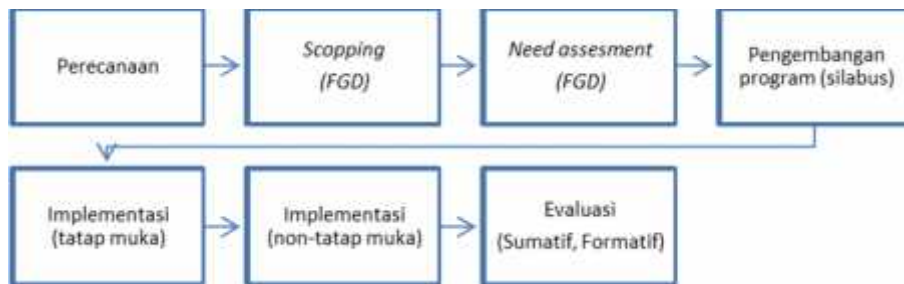 Perecanaan
Scopping
(FGD)
Need assesment
(FGD)
Pengembangan
program (silabus)
Implementasi
(tatap muka)
Implementasi
(non-tatap muka)
Evaluasi
(Sumatif, Formatif)